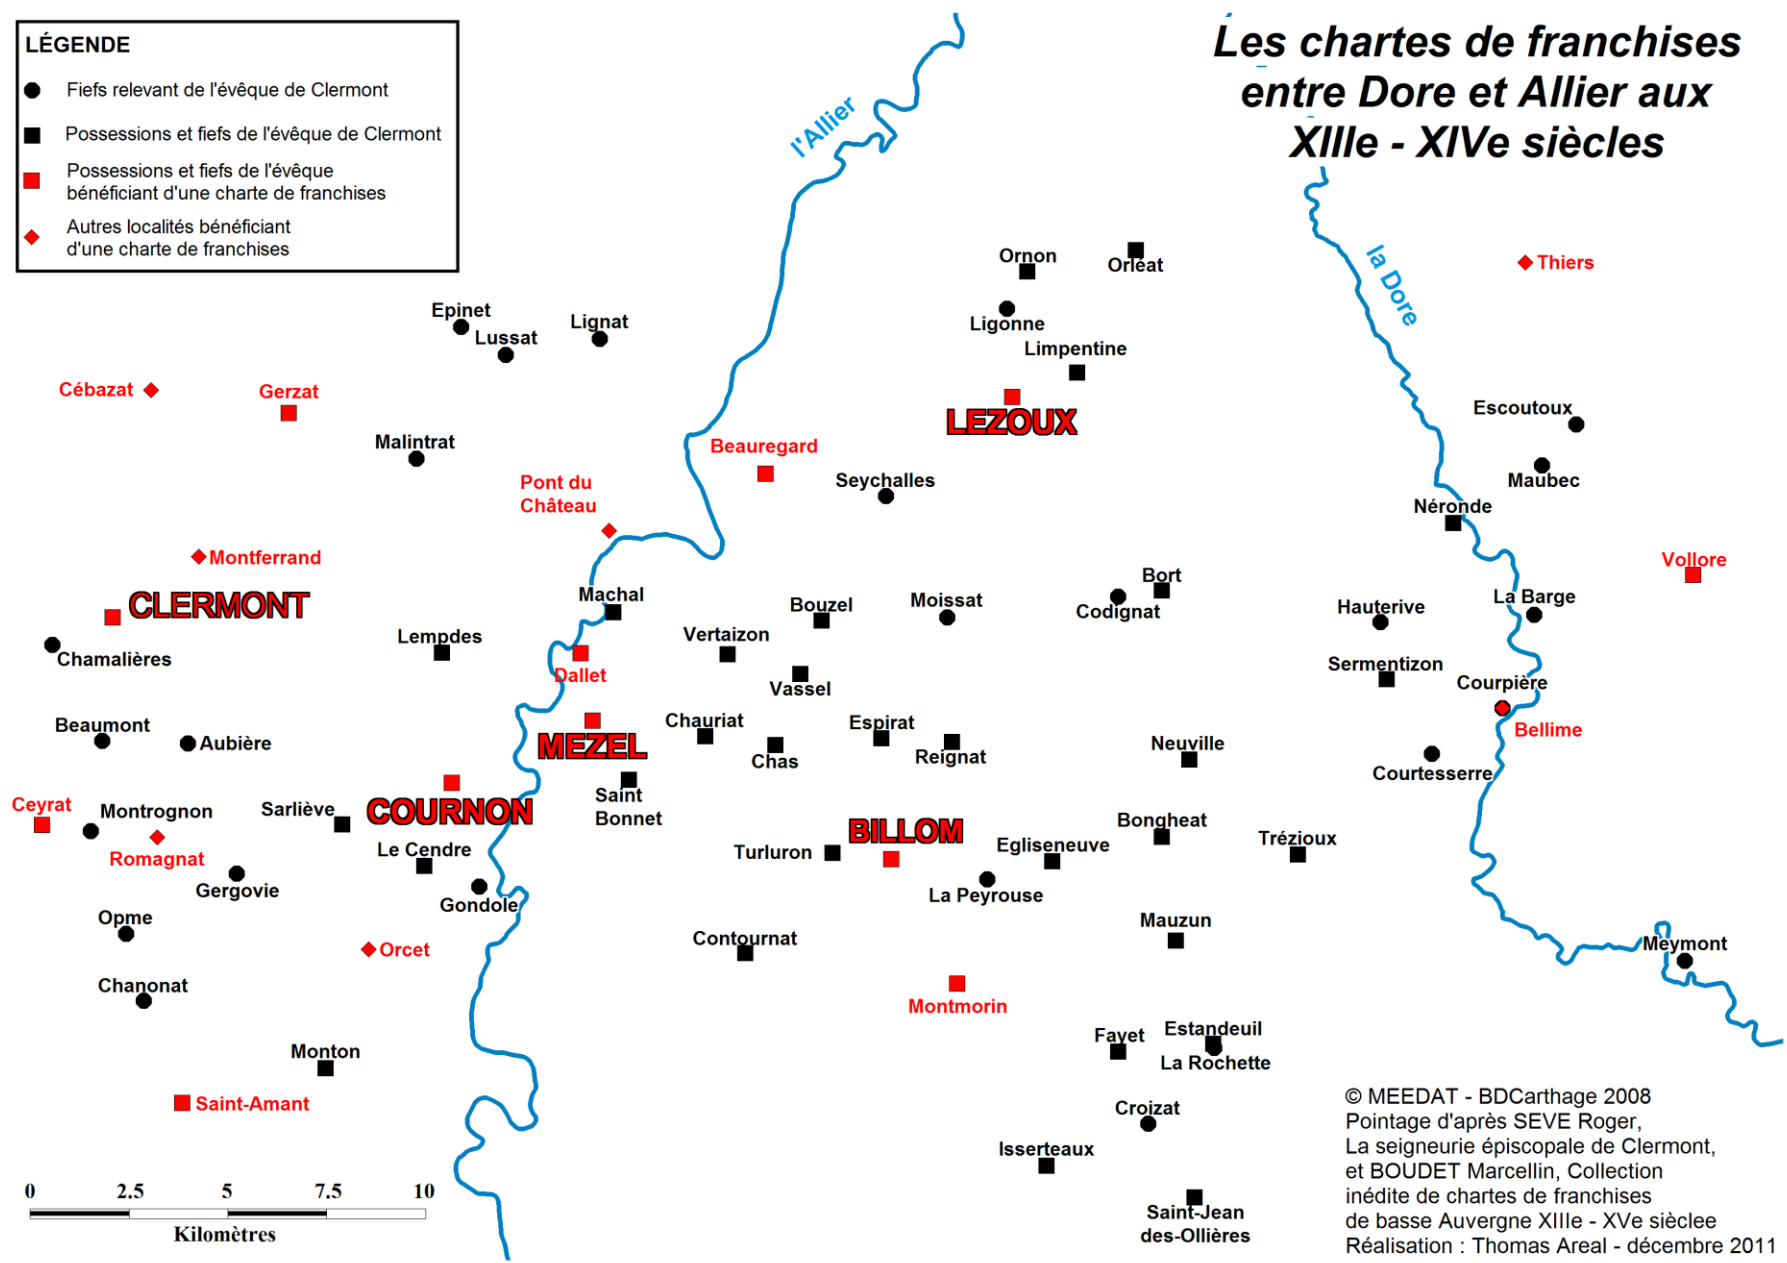 Les chartes de franchises
entre Dore et Allier aux
XIIIe - XIVe siècles
LÉGENDE
Fiefs relevant de l'évêque de Clermont
Possessions et fiefs de l'évêque de Clermont
Possessions et fiefs de l'évêque
bénéficiant d'une charte de franchises
Autres localités bénéficiant
d'une charte de franchises
l'Allier
la Dore
Ornon
Orléat
Thiers
Epinet
Lussat
Lignat
Ligonne
Limpentine
Cébazat
Gerzat
LEZOUX
Escoutoux
Malintrat
Beauregard
Seychalles
Maubec
Pont du
Château
Néronde
Montferrand
Vollore
CLERMONT
Machal
Bouzel
Moissat
Codignat
Bort
Hauterive
La Barge
Chamalières
Lempdes
Vertaizon
Dallet
Vassel
Sermentizon
Courpière
Beaumont
Aubière
Chauriat
Espirat
Bellime
MEZEL
Chas
Reignat
Neuville
Courtesserre
Ceyrat
Montrognon
Sarliève
COURNON
Saint
Bonnet
BILLOM
Bongheat
Romagnat
Le Cendre
Turluron
Egliseneuve
Trézioux
Gergovie
Gondole
La Peyrouse
Opme
Orcet
Contournat
Mauzun
Meymont
Chanonat
Montmorin
Monton
Fayet
Estandeuil
La Rochette
Saint-Amant
Croizat
Isserteaux
Saint-Jean
des-Ollières
0 2.5 5 7.5 10
Kilomètres
© MEEDAT - BDCarthage 2008
Pointage d'après SEVE Roger,
La seigneurie épiscopale de Clermont,
et BOUDET Marcellin, Collection
inédite de chartes de franchises
de basse Auvergne XIIIe - XVe sièclee
Réalisation : Thomas Areal - décembre 2011